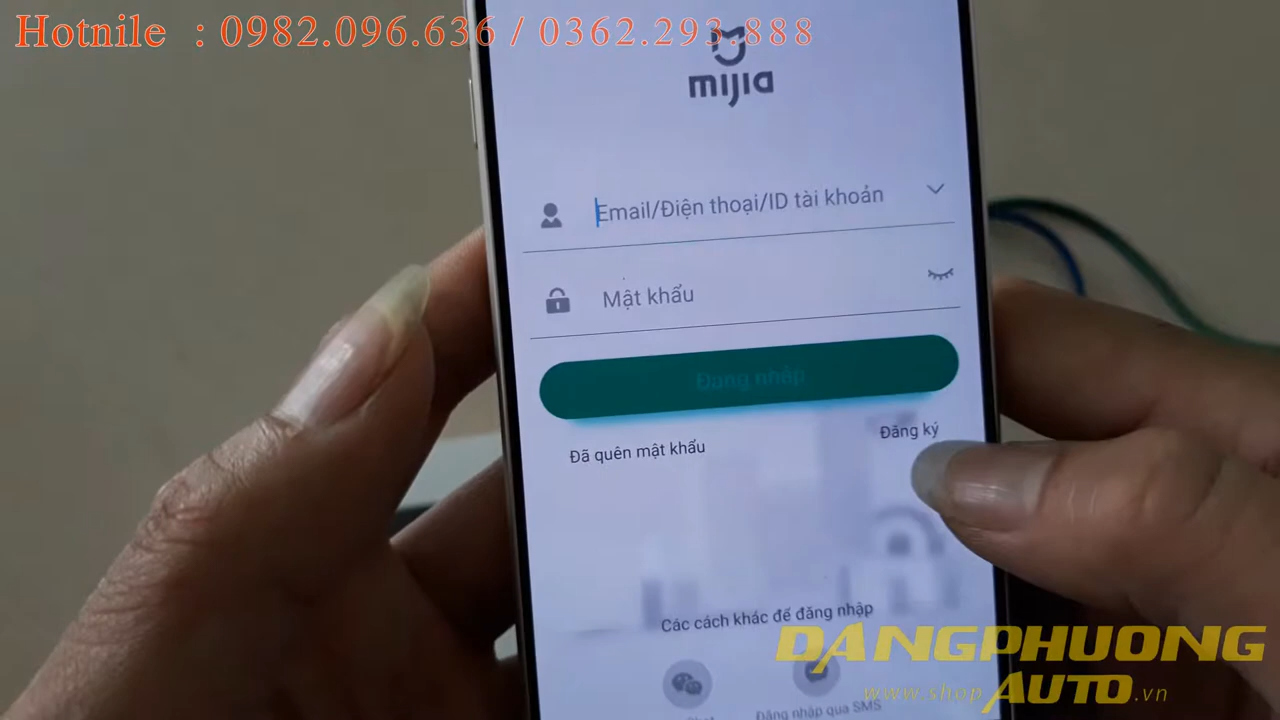 Hotnile : 0982.096.636 / 0362.293.888
mijia
Email/Điện thoại/ID tài khoản
Mật khẩu
Đăng nhập
Đăng ký
Đã quên mật khẩu
Các cách khác để đăng nhập
Đăng nhập qua SMS
DANGPHUONG
www.shop AUTO.vn